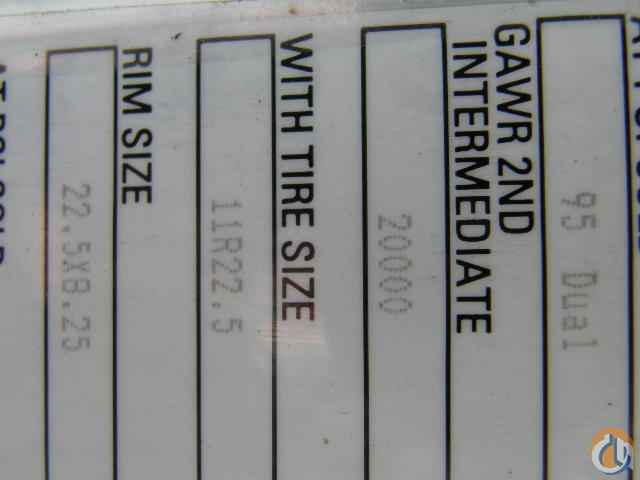 95 Dual
GAWR 2ND
INTERMEDIATE
20000
WITH TIRE SIZE
11R22.5
RIM SIZE
22.5X8.25